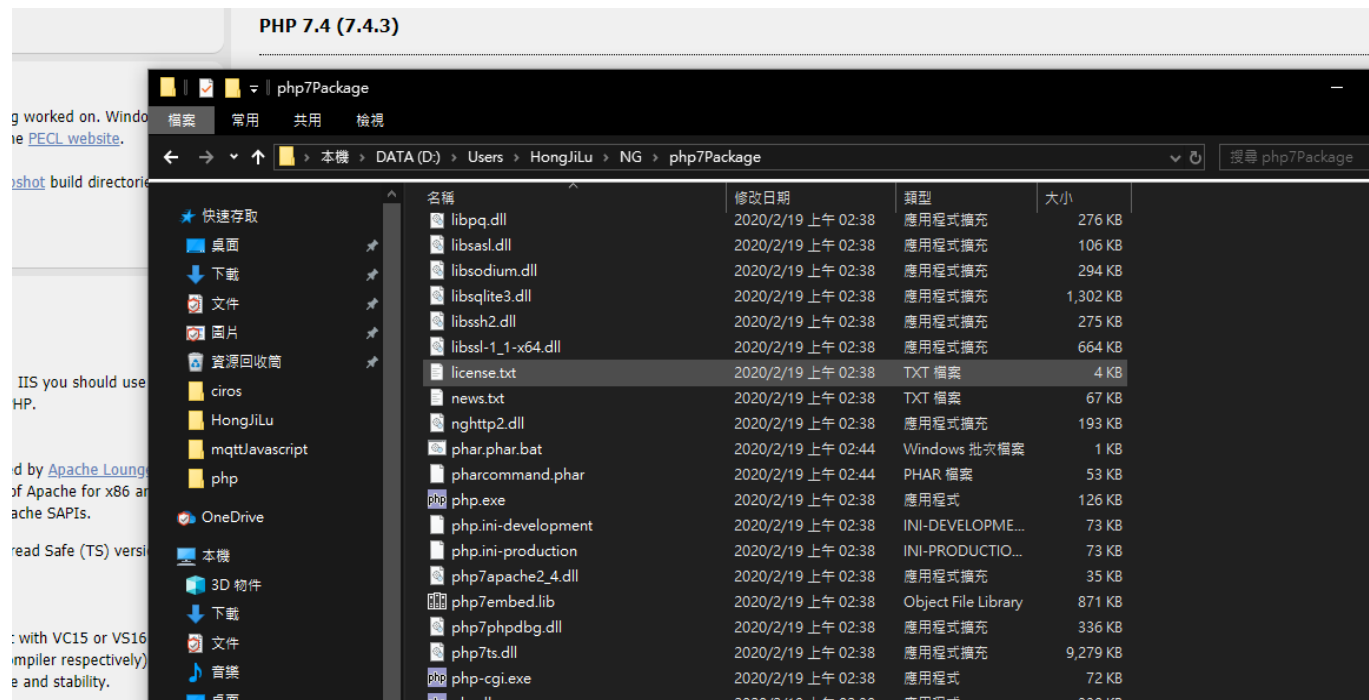 PHP 7.4 (7.4.3)
g worked on. Windo
he PECL website.
pshot build directorie
IIS you should use
HP.
ed by Apache Loung
of Apache for x86 an
ache SAPIs.
read Safe (TS) versi
t with VC15 or VS16
ompiler respectively)
e and stability.
php7Package
檔案 常用 共用 檢視
本機 › DATA (D:) › Users › HongJiLu › NG › php7Package
搜尋 php7Package
快速存取
桌面
下載
文件
圖片
資源回收筒
ciros
HongJiLu
mqttJavascript
php
OneDrive
本機
3D 物件
下載
文件
音樂
桌面
名稱 修改日期 類型 大小
libpq.dll 2020/2/19 上午 02:38 應用程式擴充 276 KB
libsasl.dll 2020/2/19 上午 02:38 應用程式擴充 106 KB
libsodium.dll 2020/2/19 上午 02:38 應用程式擴充 294 KB
libsqlite3.dll 2020/2/19 上午 02:38 應用程式擴充 1,302 KB
libssh2.dll 2020/2/19 上午 02:38 應用程式擴充 275 KB
libssl-1_1-x64.dll 2020/2/19 上午 02:38 應用程式擴充 664 KB
license.txt 2020/2/19 上午 02:38 TXT 檔案 4 KB
news.txt 2020/2/19 上午 02:38 TXT 檔案 67 KB
nghttp2.dll 2020/2/19 上午 02:38 應用程式擴充 193 KB
phar.phar.bat 2020/2/19 上午 02:44 Windows 批次檔案 1 KB
pharcommand.phar 2020/2/19 上午 02:44 PHAR 檔案 53 KB
php php.exe 2020/2/19 上午 02:38 應用程式 126 KB
php.ini-development 2020/2/19 上午 02:38 INI-DEVELOPME... 73 KB
php.ini-production 2020/2/19 上午 02:38 INI-PRODUCTIO... 73 KB
php7apache2_4.dll 2020/2/19 上午 02:38 應用程式擴充 35 KB
php7embed.lib 2020/2/19 上午 02:38 Object File Library 871 KB
php7phpdbg.dll 2020/2/19 上午 02:38 應用程式擴充 336 KB
php7ts.dll 2020/2/19 上午 02:38 應用程式擴充 9,279 KB
php php-cgi.exe 2020/2/19 上午 02:38 應用程式 72 KB